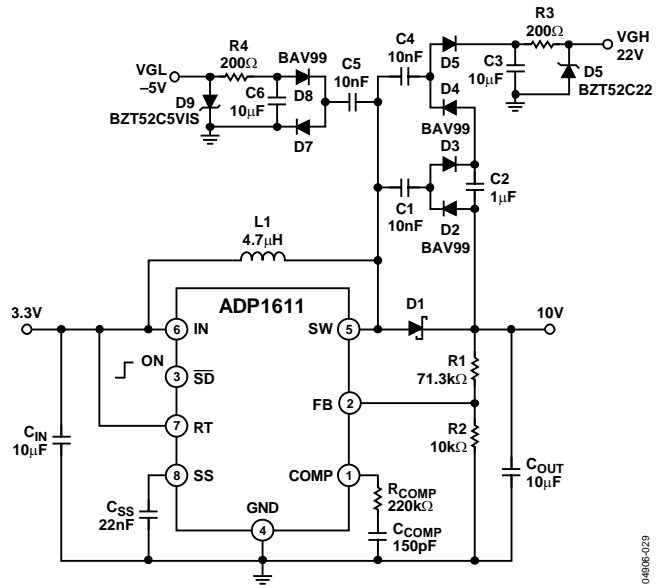 R4
200Ω
VGL
–5V
D9
BZT52C5VIS
C6
10μF
BAV99
D8
D7
C5
10nF
C4
10nF
D5
D4
BAV99
C3
10μF
R3
200Ω
VGH
22V
D5
BZT52C22
D3
C1
10nF
D2
BAV99
C2
1μF
L1
4.7μH
ADP1611
3.3V
6 IN
SW 5
D1
10V
ON
3 SD
FB 2
R1
71.3kΩ
7 RT
R2
10kΩ
CIN
10μF
8 SS
COMP 1
CSS
22nF
GND
4
RCOMP
220kΩ
CCOMP
150pF
COUT
10μF
04906-029